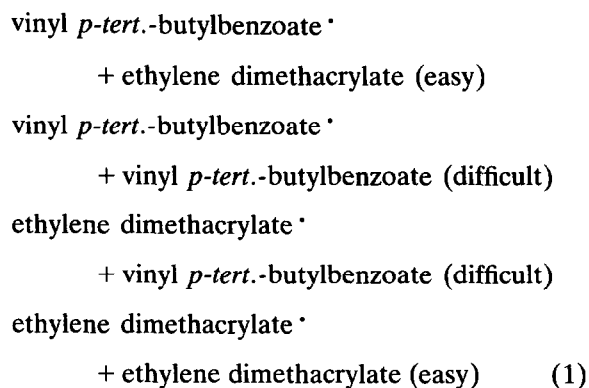 vinyl p-tert.-butylbenzoate•
+ ethylene dimethacrylate (easy)
vinyl p-tert.-butylbenzoate•
+ vinyl p-tert.-butylbenzoate (difficult)
ethylene dimethacrylate•
+ vinyl p-tert.-butylbenzoate (difficult)
ethylene dimethacrylate•
+ ethylene dimethacrylate (easy) (1)